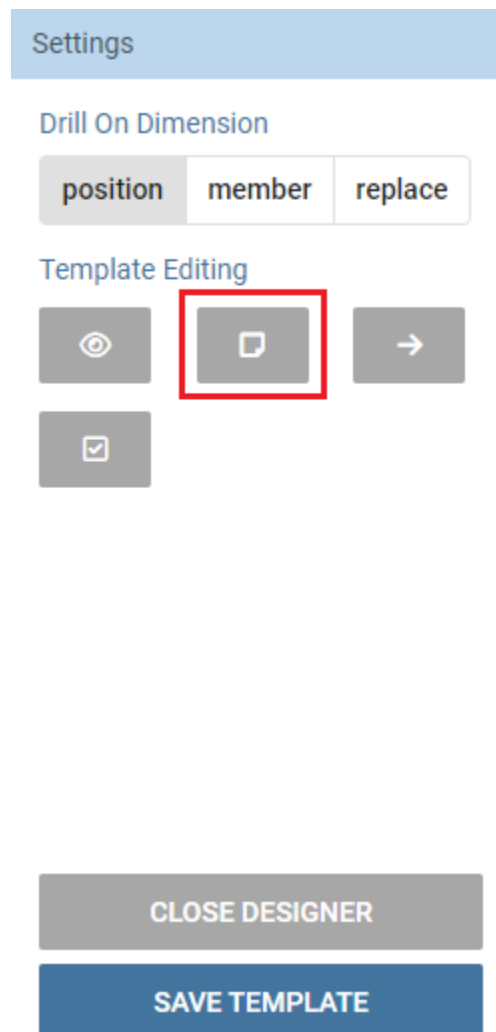 Settings
Drill On Dimension
position member replace
Template Editing
CLOSE DESIGNER
SAVE TEMPLATE